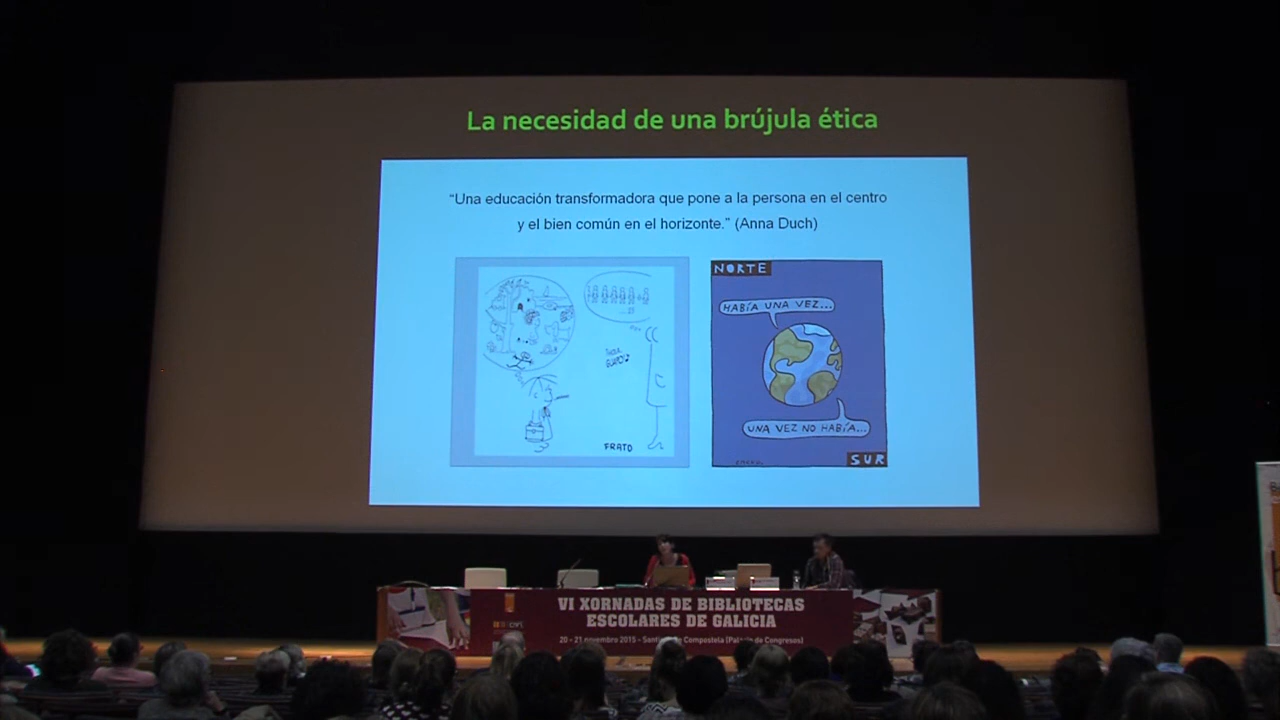 La necesidad de una brújula ética
“Una educación transformadora que pone a la persona en el centro
y el bien común en el horizonte.” (Anna Duch)
FRATO
NORTE
HABÍA UNA VEZ...
UNA VEZ NO HABÍA...
SUR
VI XORNADAS DE BIBLIOTECAS
ESCOLARES DE GALICIA
20 - 21 novembro 2015 - Santiago de Compostela (Palacio de Congresos)